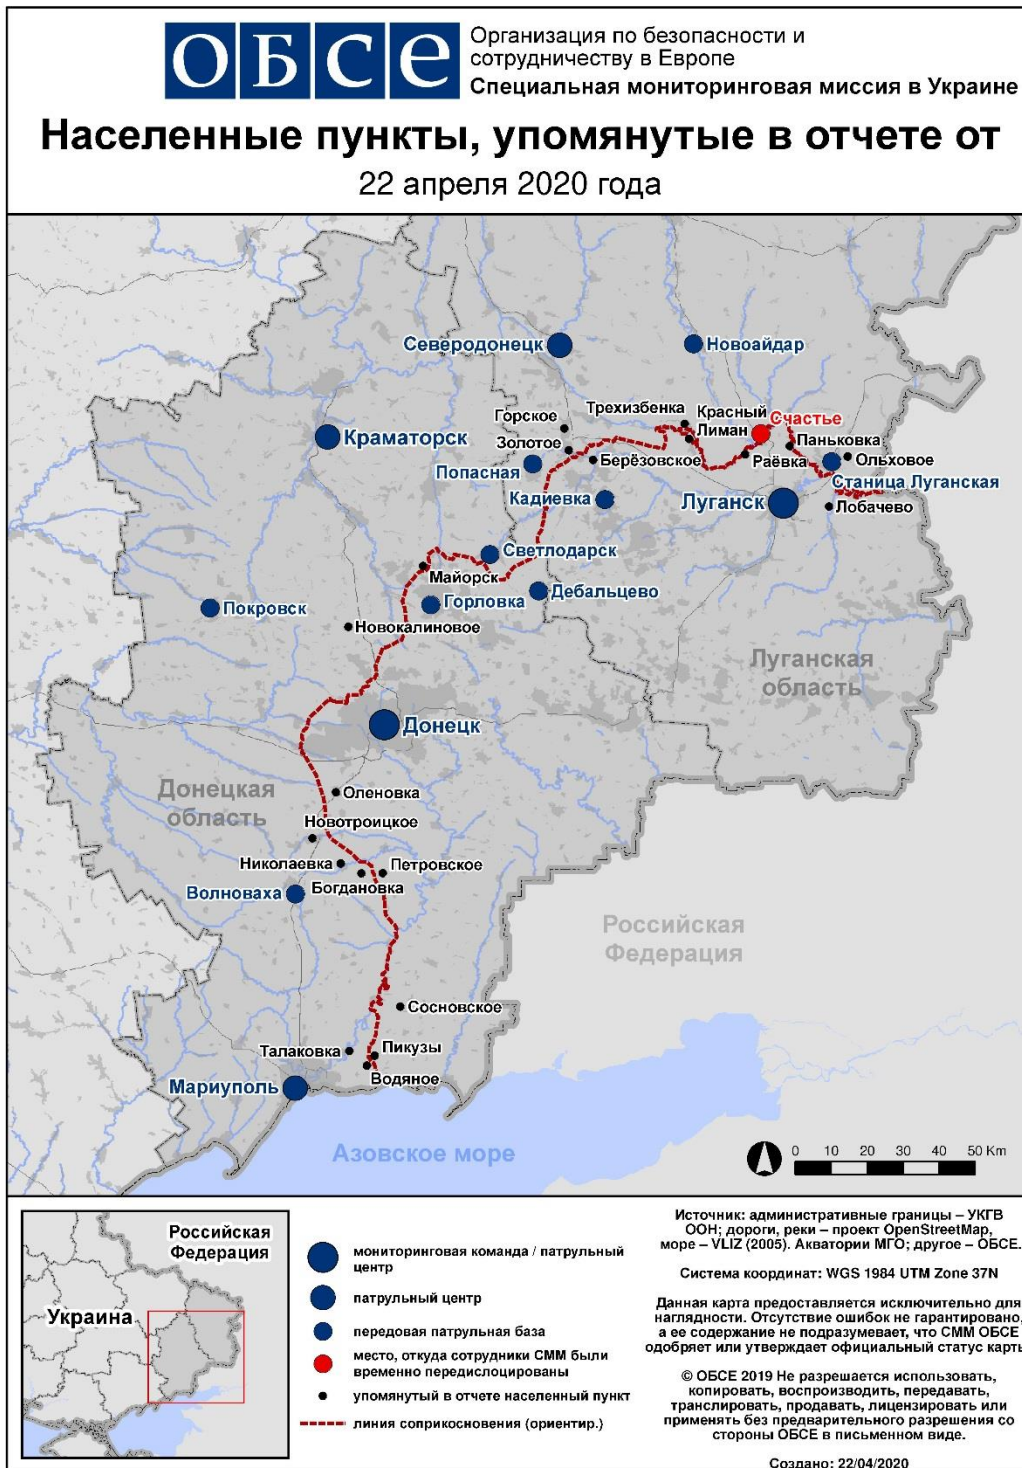 ОБСЕ
Организация по безопасности и
сотрудничеству в Европе
Специальная мониторинговая миссия в Украине
Населенные пункты, упомянутые в отчете от
22 апреля 2020 года
Северодонецк
Новоайдар
Трехизбенка
Красный
Лиман
Счастье
Горское
Золотое
Краматорск
Паньковка
Попасная
Берёзовское
Раёвка
Ольховое
Кадиевка
Луганск
Станица Луганская
Лобачево
Светлодарск
Майорск
Дебальцево
Горловка
Покровск
Новокалиновое
Луганская
область
Донецк
Донецкая
область
Оленовка
Новотроицкое
Николаевка
Петровское
Богдановка
Волноваха
Российская
Федерация
Сосновское
Талаковка
Пикузы
Водяное
Мариуполь
Азовское море
0 10 20 30 40 50 Km
Российская
Федерация
Украина
мониторинговая команда / патрульный
центр
патрульный центр
передовая патрульная база
место, откуда сотрудники СММ были
временно передислоцированы
упомянутый в отчете населенный пункт
линия соприкосновения (ориентир.)
Источник: административные границы – УКГВ
ООН; дороги, реки – проект OpenStreetMap,
море – VLIZ (2005). Акватории МГО; другое – ОБСЕ.
Система координат: WGS 1984 UTM Zone 37N
Данная карта предоставляется исключительно для
наглядности. Отсутствие ошибок не гарантировано,
а ее содержание не подразумевает, что СММ ОБСЕ
одобряет или утверждает официальный статус карты
© ОБСЕ 2019 Не разрешается использовать,
копировать, воспроизводить, передавать,
транслировать, продавать, лицензировать или
применять без предварительного разрешения со
стороны ОБСЕ в письменном виде.
Создано: 22/04/2020